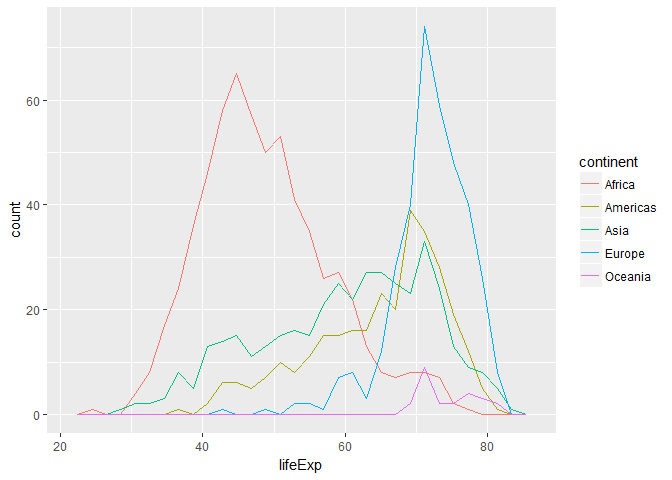 60
40
20
0
count
20 40 60 80
lifeExp
continent
Africa
Americas
Asia
Europe
Oceania